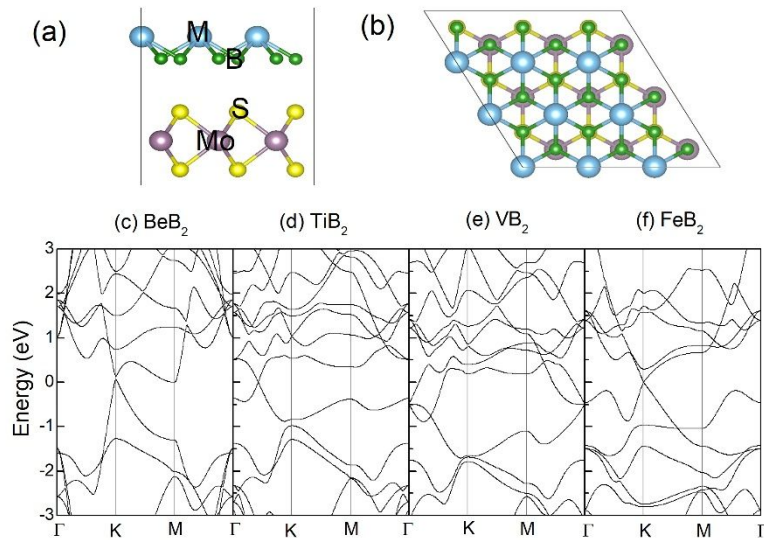 (a)
(b)
M
B
S
Mo
(c) BeB₂
(d) TiB₂
(e) VB₂
(f) FeB₂
Energy (eV)
3
2
1
0
-1
-2
-3
Γ K M Γ K M Γ K M Γ K M Γ